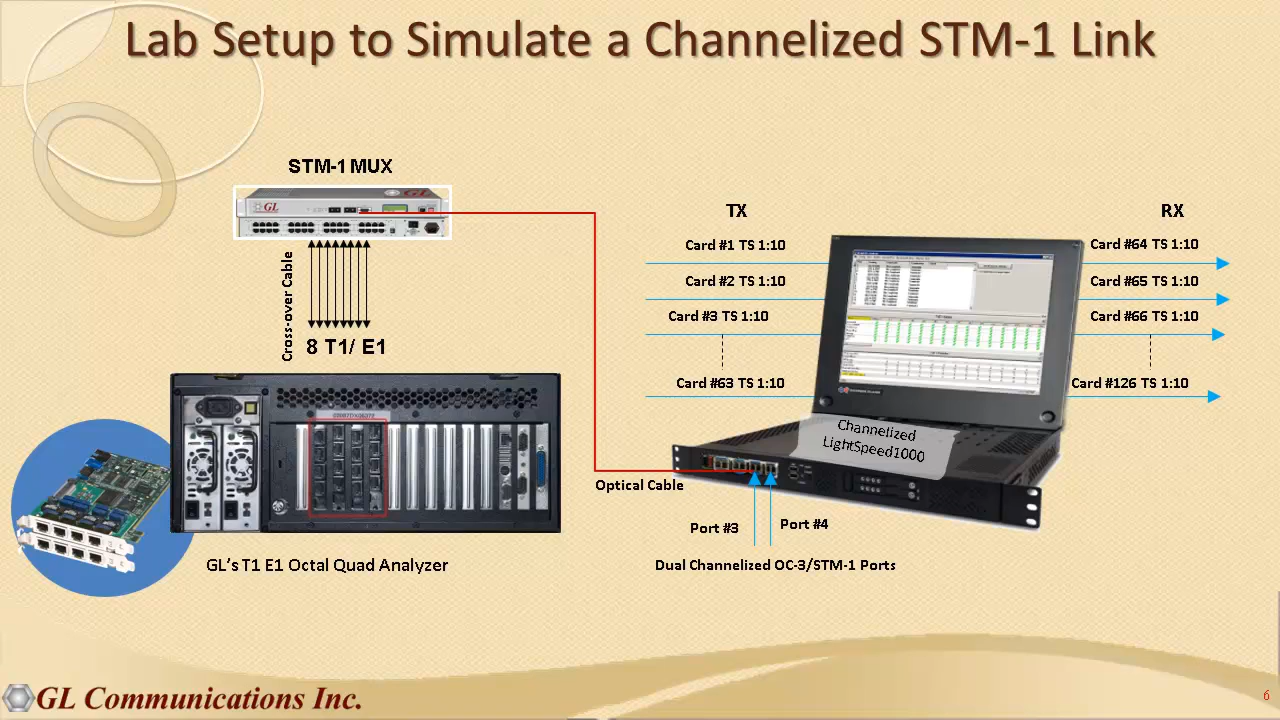 Lab Setup to Simulate a Channelized STM-1 Link
STM-1 MUX
GL
GL
Cross-over Cable
8 T1/ E1
GL's T1 E1 Octal Quad Analyzer
TX
Card #1 TS 1:10
Card #2 TS 1:10
Card #3 TS 1:10
Card #63 TS 1:10
RX
Card #64 TS 1:10
Card #65 TS 1:10
Card #66 TS 1:10
Card #126 TS 1:10
Channelized
LightSpeed1000
Optical Cable
Port #3
Port #4
Dual Channelized OC-3/STM-1 Ports
GL Communications Inc.
6